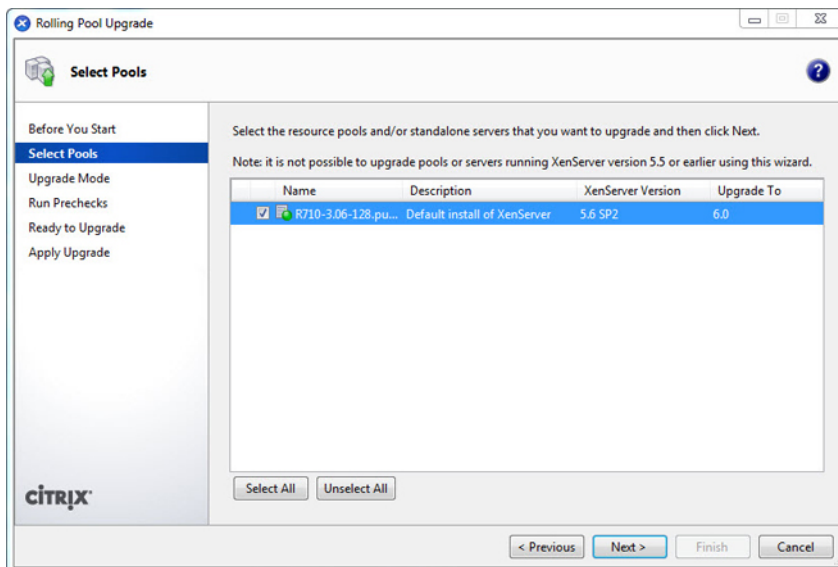 Rolling Pool Upgrade
Select Pools
Before You Start
Select Pools
Upgrade Mode
Run Prechecks
Ready to Upgrade
Apply Upgrade
CITRIX
Select the resource pools and/or standalone servers that you want to upgrade and then click Next.
Note: it is not possible to upgrade pools or servers running XenServer version 5.5 or earlier using this wizard.
Name Description XenServer Version Upgrade To
R710-3.06-128.pu... Default install of XenServer 5.6 SP2 6.0
Select All Unselect All
< Previous Next > Finish Cancel